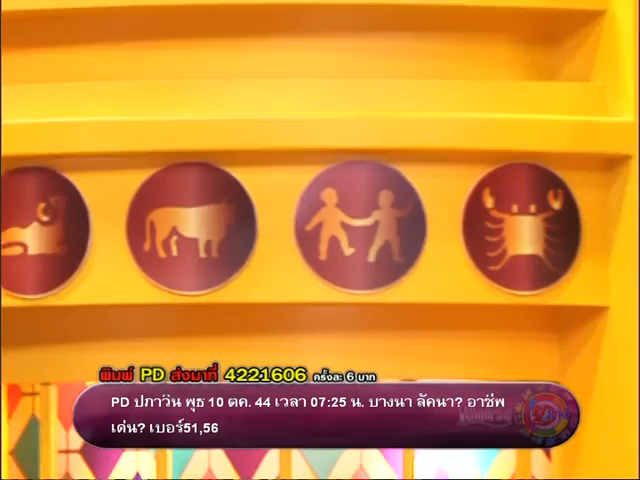 พิมพ์ PD ส่งมาที่ 4221606 ครั้งละ 6 บาท
PD ปภาวิน พุธ 10 ตค. 44 เวลา 07:25 น. บางนา ลัคนา? อาชีพ
เด่น? เบอร์51,56